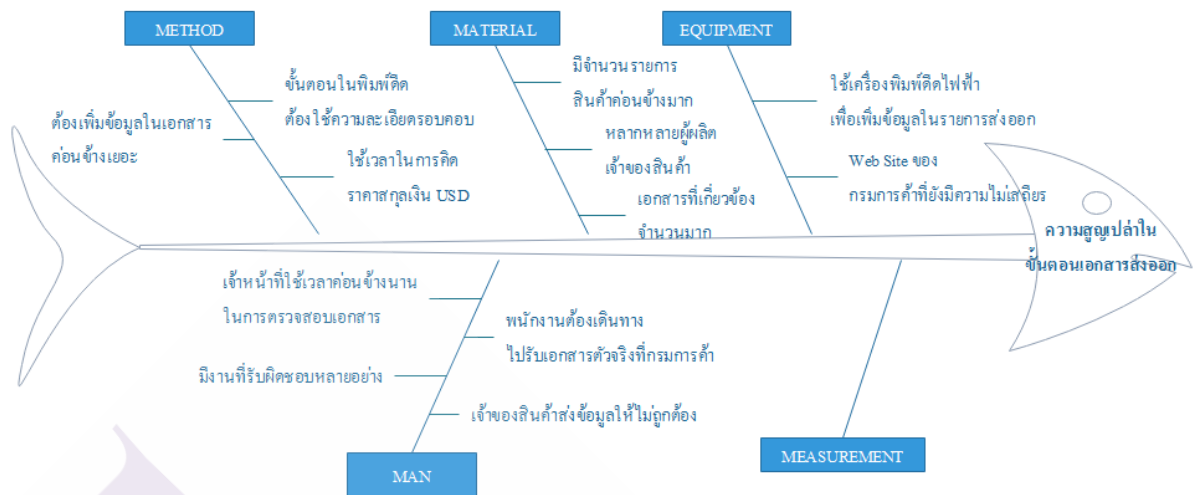 METHOD
MATERIAL
EQUIPMENT
ขั้นตอนในพิมพ์ดีด
ต้องใช้ความละเอียดรอบคอบ
ต้องเพิ่มข้อมูลในเอกสาร
ค่อนข้างเยอะ
ใช้เวลาในการคิด
ราคาสกุลเงิน USD
มีจำนวนรายการ
สินค้าค่อนข้างมาก
หลากหลายผู้ผลิต
เจ้าของสินค้า
เอกสารที่เกี่ยวข้อง
จำนวนมาก
ใช้เครื่องพิมพ์ดีดไฟฟ้า
เพื่อเพิ่มข้อมูลในรายการส่งออก
Web Site ของ
กรมการค้าที่ยังมีความไม่เสถียร
ความสูญเปล่าใน
ขั้นตอนเอกสารส่งออก
เจ้าหน้าที่ใช้เวลาค่อนข้างนาน
ในการตรวจสอบเอกสาร
พนักงานต้องเดินทาง
ไปรับเอกสารตัวจริงที่กรมการค้า
มีงานที่รับผิดชอบหลายอย่าง
เจ้าของสินค้าส่งข้อมูลให้ไม่ถูกต้อง
MAN
MEASUREMENT